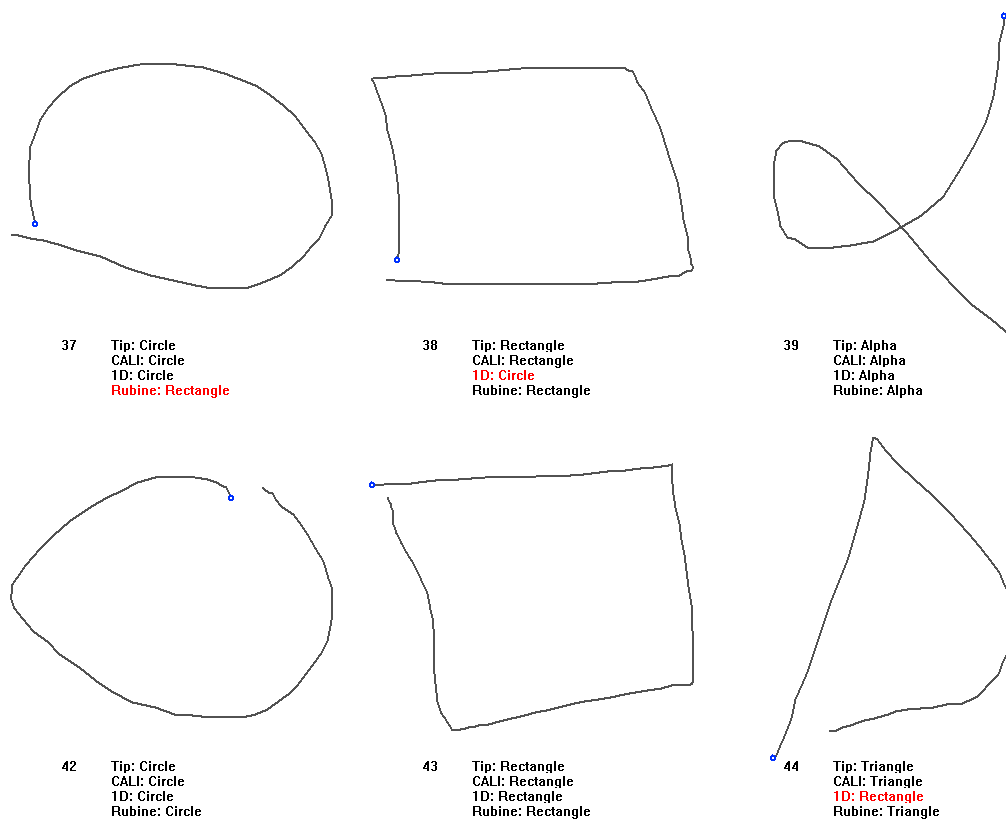 37 Tip: Circle
CALI: Circle
1D: Circle
Rubine: Rectangle
38 Tip: Rectangle
CALI: Rectangle
1D: Circle
Rubine: Rectangle
39 Tip: Alpha
CALI: Alpha
1D: Alpha
Rubine: Alpha
42 Tip: Circle
CALI: Circle
1D: Circle
Rubine: Circle
43 Tip: Rectangle
CALI: Rectangle
1D: Rectangle
Rubine: Rectangle
44 Tip: Triangle
CALI: Triangle
1D: Rectangle
Rubine: Triangle